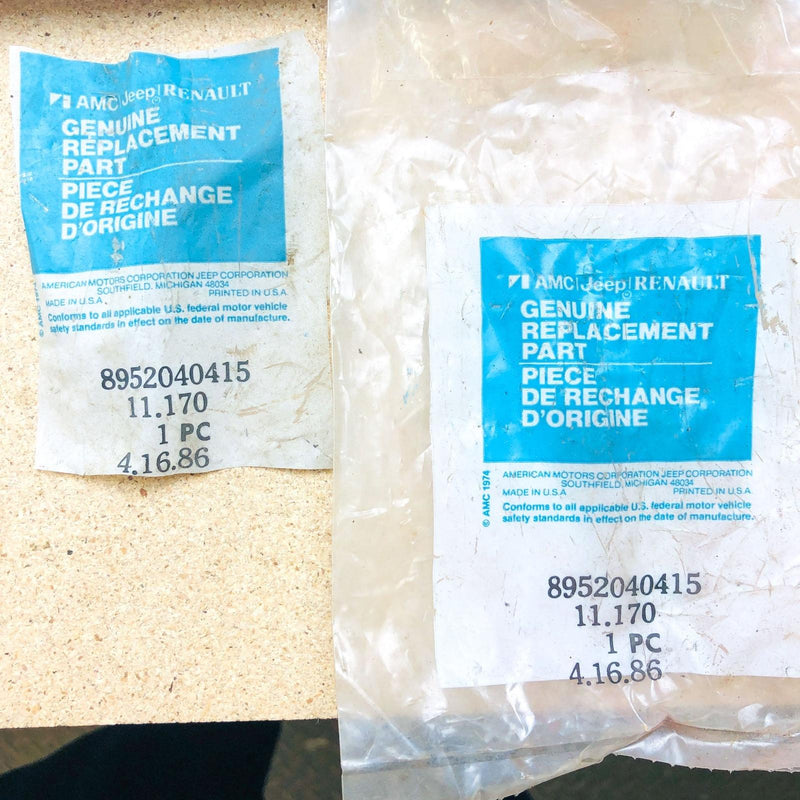 AMC|Jeep|RENAULT
GENUINE
REPLACEMENT
PART
PIECE
DE RECHANGE
D'ORIGINE
AMERICAN MOTORS CORPORATION JEEP CORPORATION
SOUTHFIELD, MICHIGAN 48034
MADE IN U.S.A. PRINTED IN U.S.A.
Conforms to all applicable U.S. federal motor vehicle
safety standards in effect on the date of manufacture.
© AMC
8952040415
11.170
1 PC
4.16.86
AMC|Jeep|RENAULT
GENUINE
REPLACEMENT
PART
PIECE
DE RECHANGE
D'ORIGINE
© AMC 1974
AMERICAN MOTORS CORPORATION JEEP CORPORATION
SOUTHFIELD, MICHIGAN 48034
MADE IN U.S.A PRINTED IN U.S.A.
Conforms to all applicable U.S. federal motor vehicle
safety standards in effect on the date of manufacture.
8952040415
11.170
1 PC
4.16.86